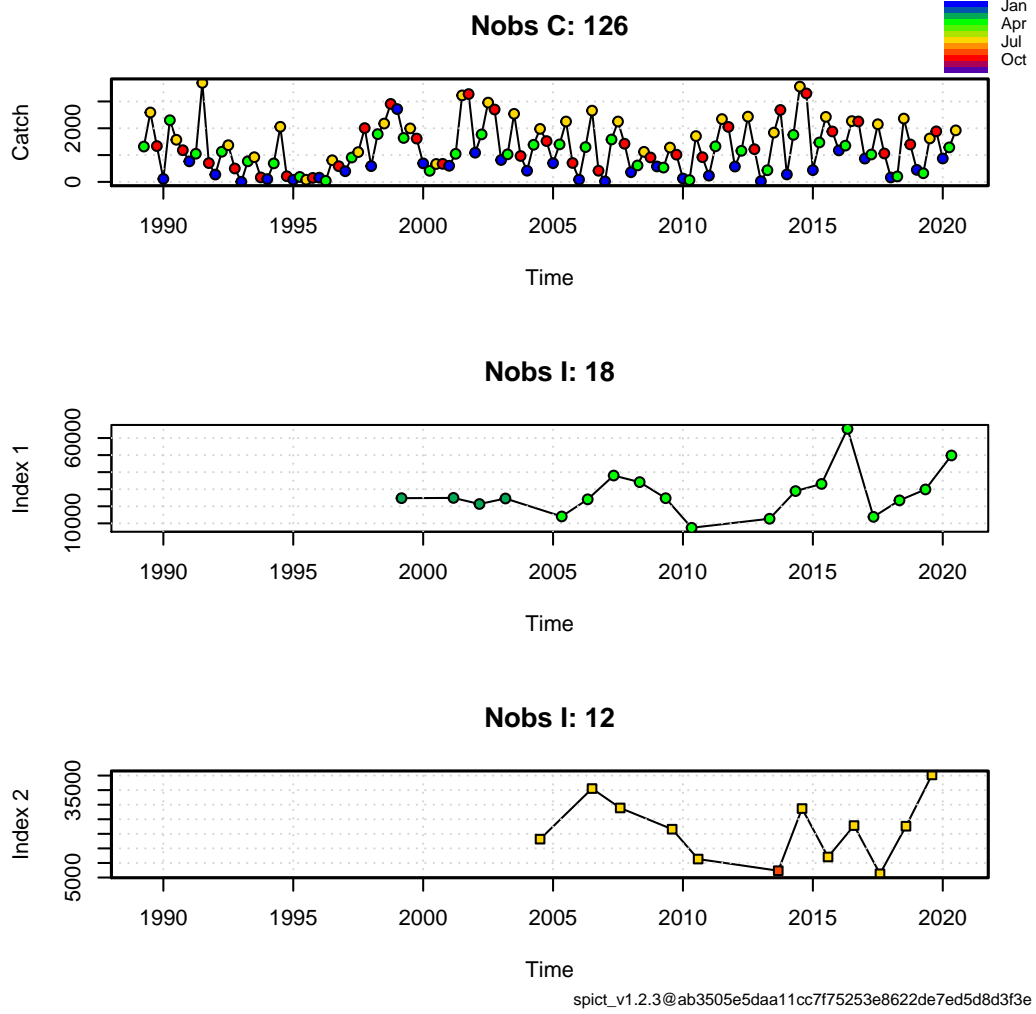 Nobs C: 126
Jan
Apr
Jul
Oct
Catch
0 2000
1990 1995 2000 2005 2010 2015 2020
Time
Nobs I: 18
Index 1
10000 600000
1990 1995 2000 2005 2010 2015 2020
Time
Nobs I: 12
Index 2
5000 35000
1990 1995 2000 2005 2010 2015 2020
Time
spict_v1.2.3@ab3505e5daa11cc7f75253e8622de7ed5d8d3f3e